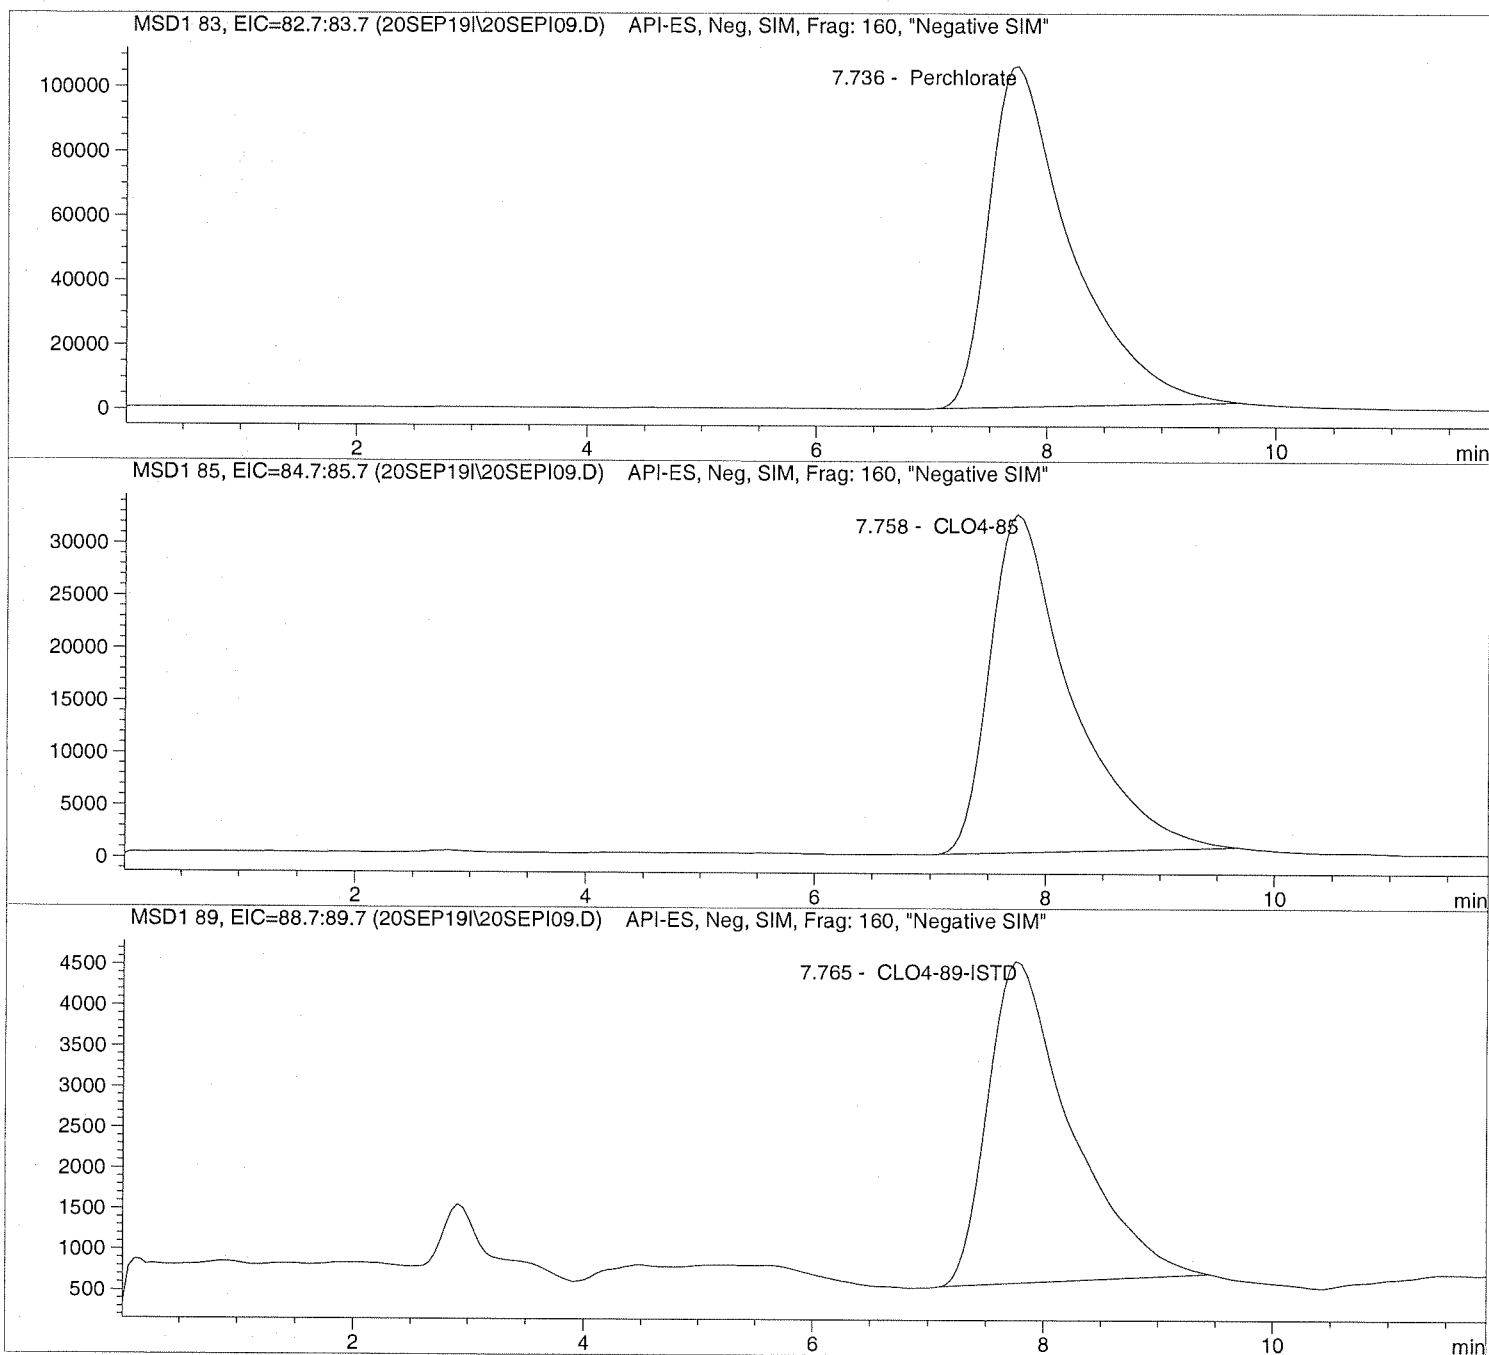 MSD1 83, EIC=82.7:83.7 (20SEP19I\20SEPI09.D) API-ES, Neg, SIM, Frag: 160, "Negative SIM"
7.736 - Perchlorate
100000
80000
60000
40000
20000
0
2 4 6 8 10 min
MSD1 85, EIC=84.7:85.7 (20SEP19I\20SEPI09.D) API-ES, Neg, SIM, Frag: 160, "Negative SIM"
7.758 - CLO4-85
30000
25000
20000
15000
10000
5000
0
2 4 6 8 10 min
MSD1 89, EIC=88.7:89.7 (20SEP19I\20SEPI09.D) API-ES, Neg, SIM, Frag: 160, "Negative SIM"
7.765 - CLO4-89-ISTD
4500
4000
3500
3000
2500
2000
1500
1000
500
2 4 6 8 10 min